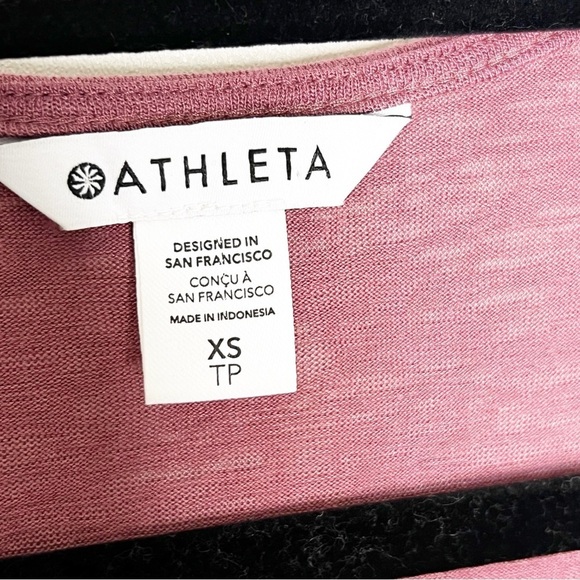 ATHLETA
DESIGNED IN
SAN FRANCISCO
CONÇU À
SAN FRANCISCO
MADE IN INDONESIA
XS
TP